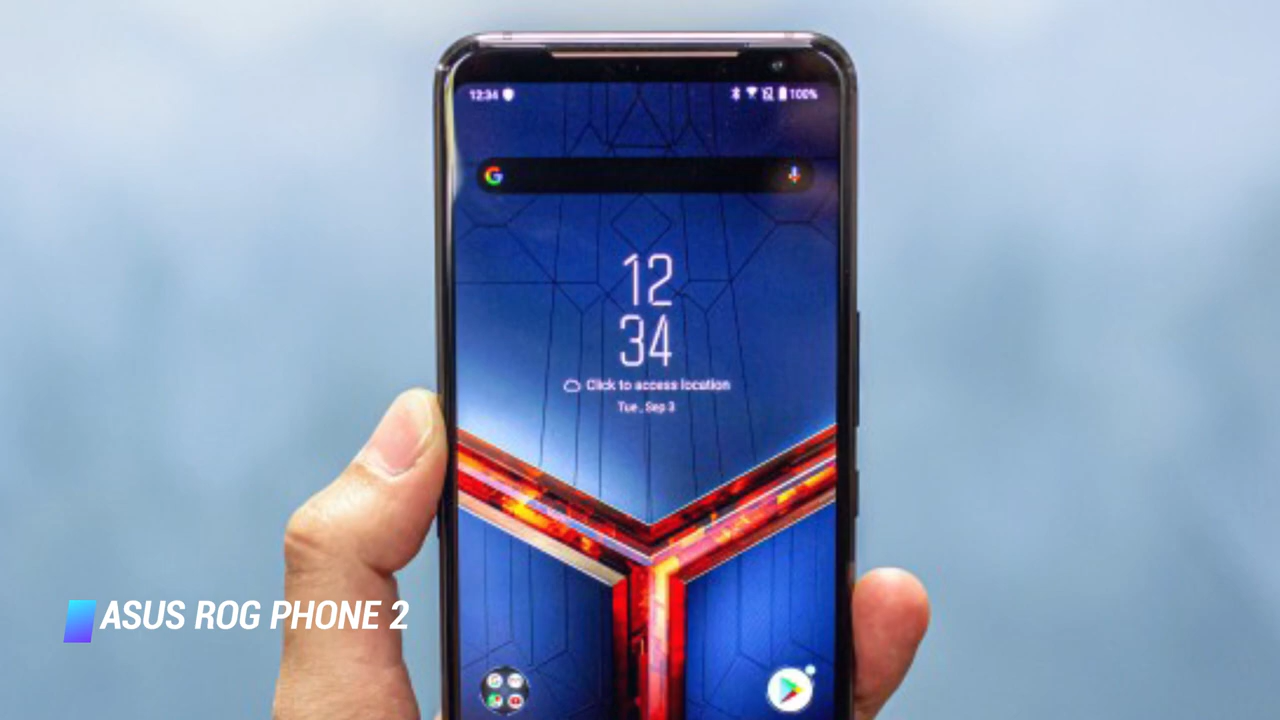 12:34
100%
12
34
Click to access location
Tue, Sep 3
ASUS ROG PHONE 2